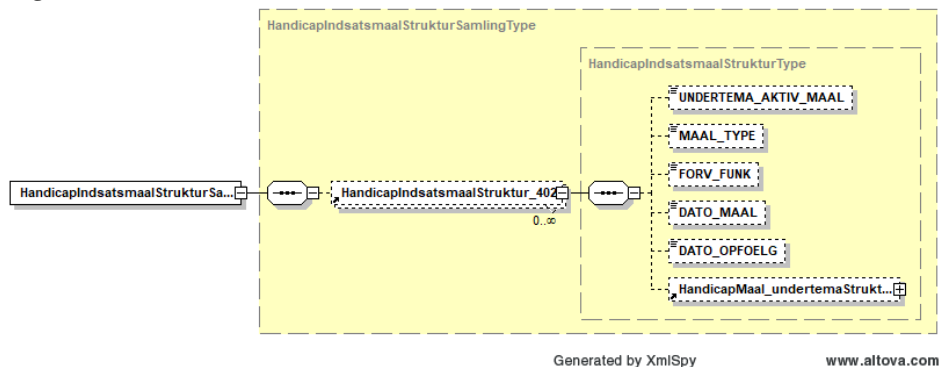 HandicapIndsatsmaalStrukturSamlingType
HandicapIndsatsmaalStrukturType
UNDERTEMA_AKTIV_MAAL
MAAL_TYPE
FORV_FUNK
HandicapIndsatsmaalStrukturSa...
HandicapIndsatsmaalStruktur_402
0..∞
DATO_MAAL
DATO_OPFOELG
HandicapMaal_undertemaStrukt...
Generated by XmlSpy
www.altova.com